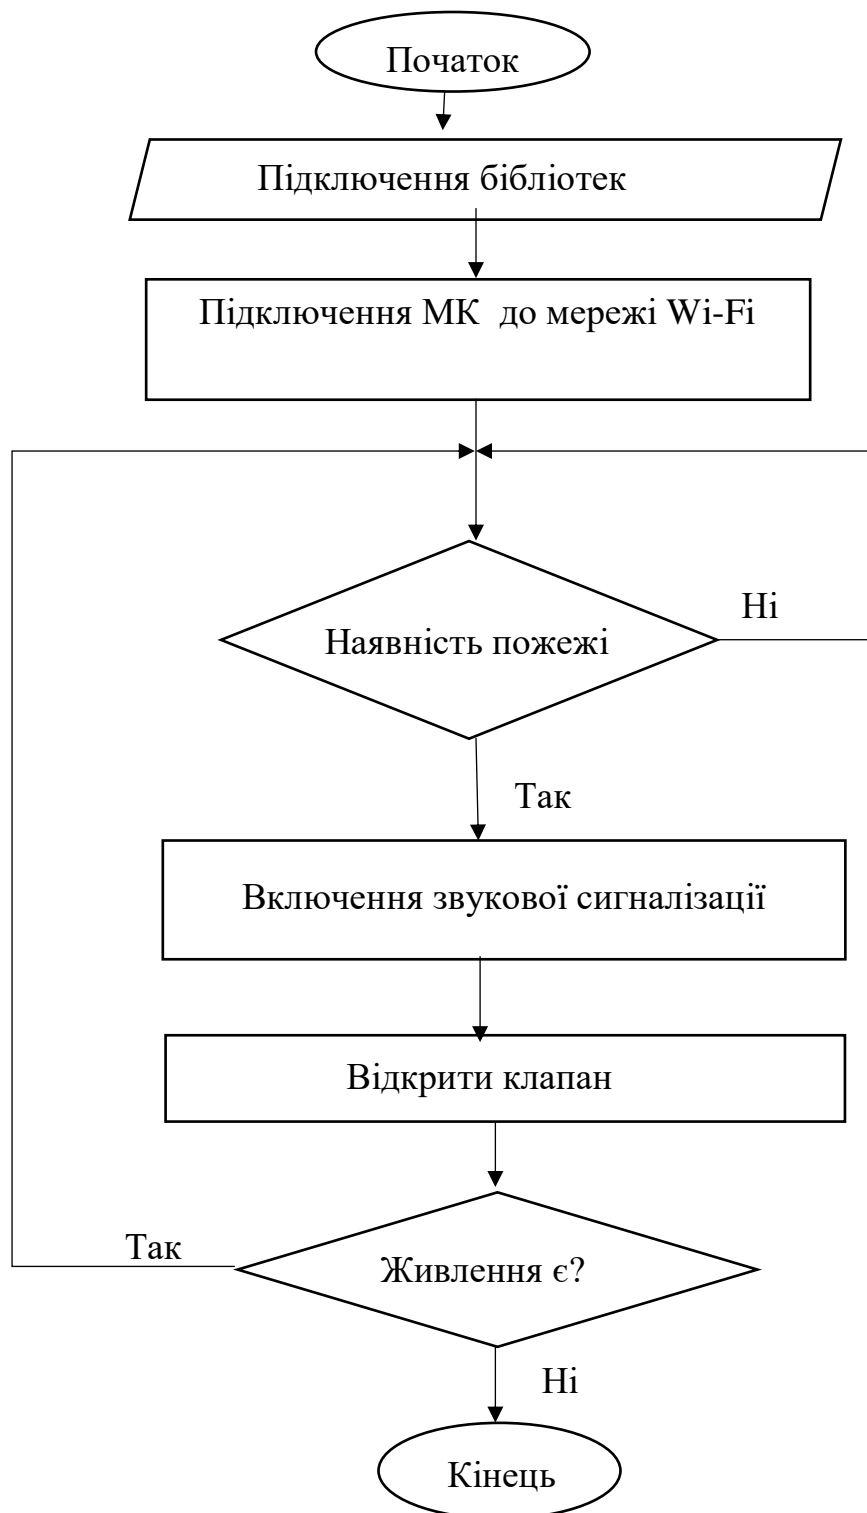 Початок
Підключення бібліотек
Підключення МК до мережі Wi-Fi
Ні
Наявність пожежі
Так
Включення звукової сигналізації
Відкрити клапан
Так
Живлення є?
Ні
Кінець